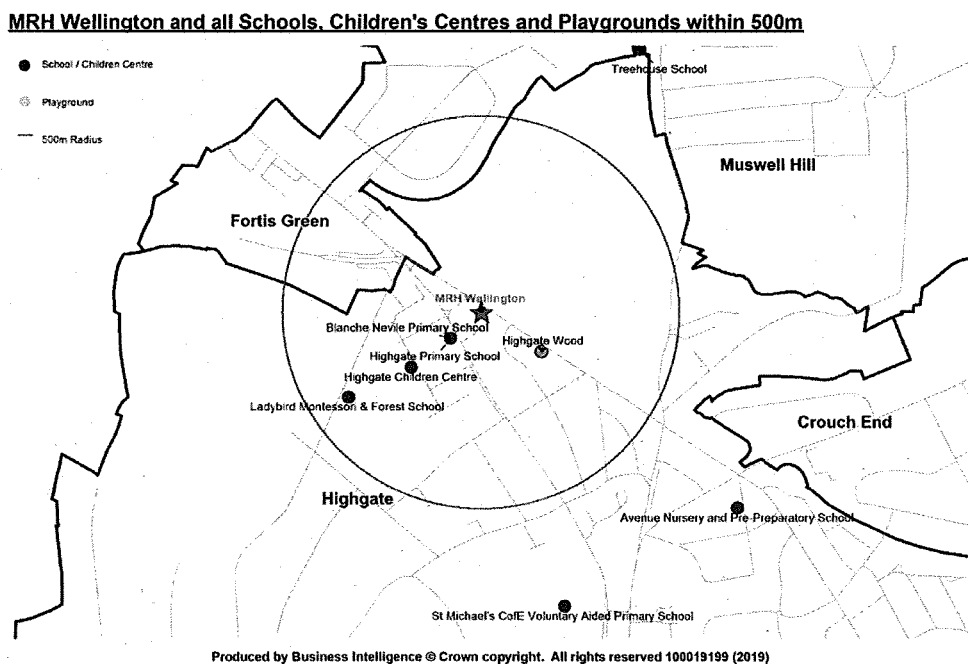 MRH Wellington and all Schools, Children's Centres and Playgrounds within 500m
School / Children Centre
Playground
500m Radius
Treehouse School
Muswell Hill
Fortis Green
MRH Wellington
Blanche Nevile Primary School
Highgate Wood
Highgate Primary School
Highgate Children Centre
Ladybird Montesson & Forest School
Crouch End
Highgate
Avenue Nursery and Pre-Preparatory School
St Michael's CofE Voluntary Aided Primary School
Produced by Business Intelligence © Crown copyright. All rights reserved 100019199 (2019)